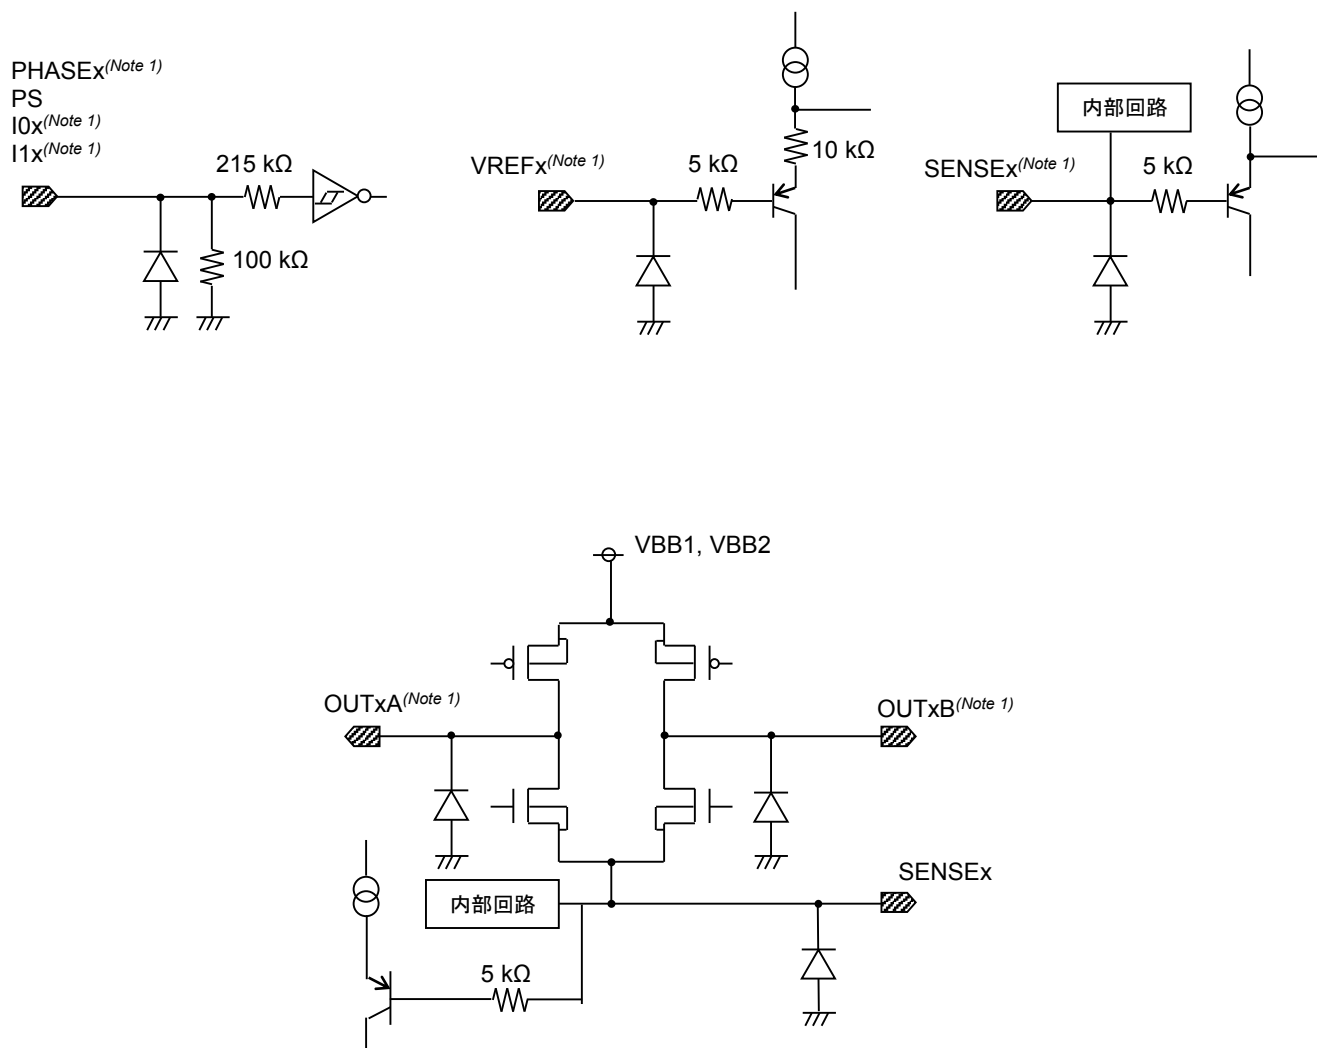 PHASEx(Note 1)
PS
I0x(Note 1)
I1x(Note 1)
215 kΩ
100 kΩ
VREFx(Note 1)
5 kΩ
10 kΩ
内部回路
SENSEx(Note 1)
5 kΩ
VBB1, VBB2
OUTxA(Note 1)
OUTxB(Note 1)
内部回路
SENSEx
5 kΩ